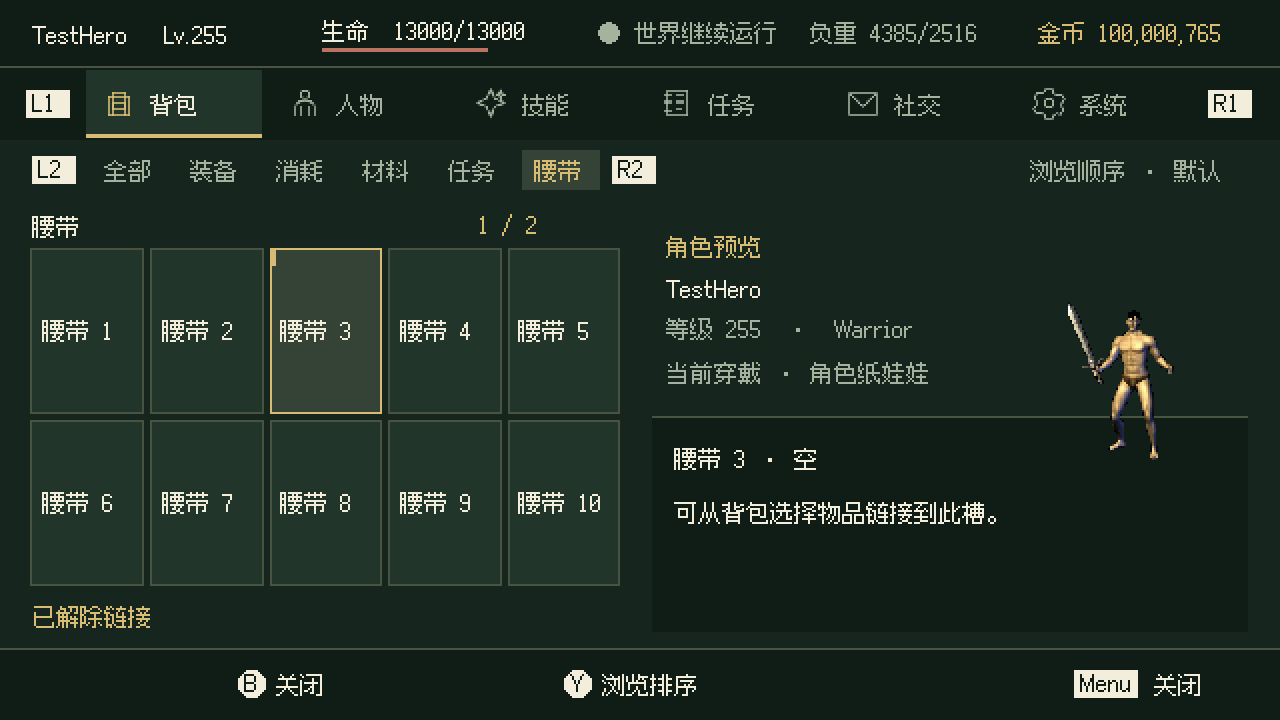 TestHero Lv.255 生命 13000/13000 世界继续运行 负重 4385/2516 金币 100,000,765
L1 背包 人物 技能 任务 社交 系统 R1
L2 全部 装备 消耗 材料 任务 腰带 R2 浏览顺序 · 默认
腰带 1 / 2
腰带 1 腰带 2 腰带 3 腰带 4 腰带 5
腰带 6 腰带 7 腰带 8 腰带 9 腰带 10
已解除链接
角色预览
TestHero
等级 255 · Warrior
当前穿戴 · 角色纸娃娃
腰带 3 · 空
可从背包选择物品链接到此槽。
B 关闭 Y 浏览排序 Menu 关闭